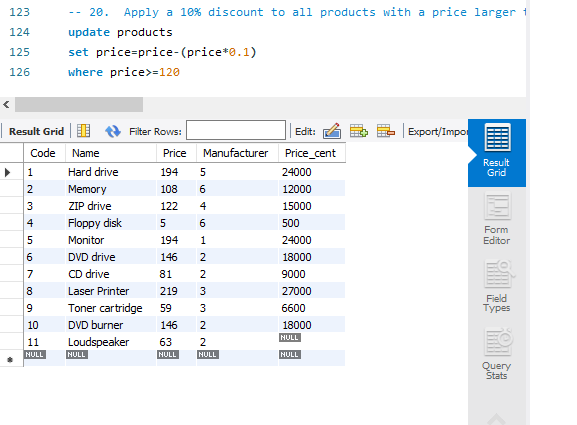 123 -- 20. Apply a 10% discount to all products with a price larger t
124 update products
125 set price=price-(price*0.1)
126 where price>=120
Result Grid Filter Rows: Edit: Export/Impor
Code Name Price Manufacturer Price_cent
1 Hard drive 194 5 24000
2 Memory 108 6 12000
3 ZIP drive 122 4 15000
4 Floppy disk 5 6 500
5 Monitor 194 1 24000
6 DVD drive 146 2 18000
7 CD drive 81 2 9000
8 Laser Printer 219 3 27000
9 Toner cartridge 59 3 6600
10 DVD burner 146 2 18000
11 Loudspeaker 63 2 NULL
NULL NULL NULL NULL NULL
Result
Grid
Form
Editor
Field
Types
Query
Stats